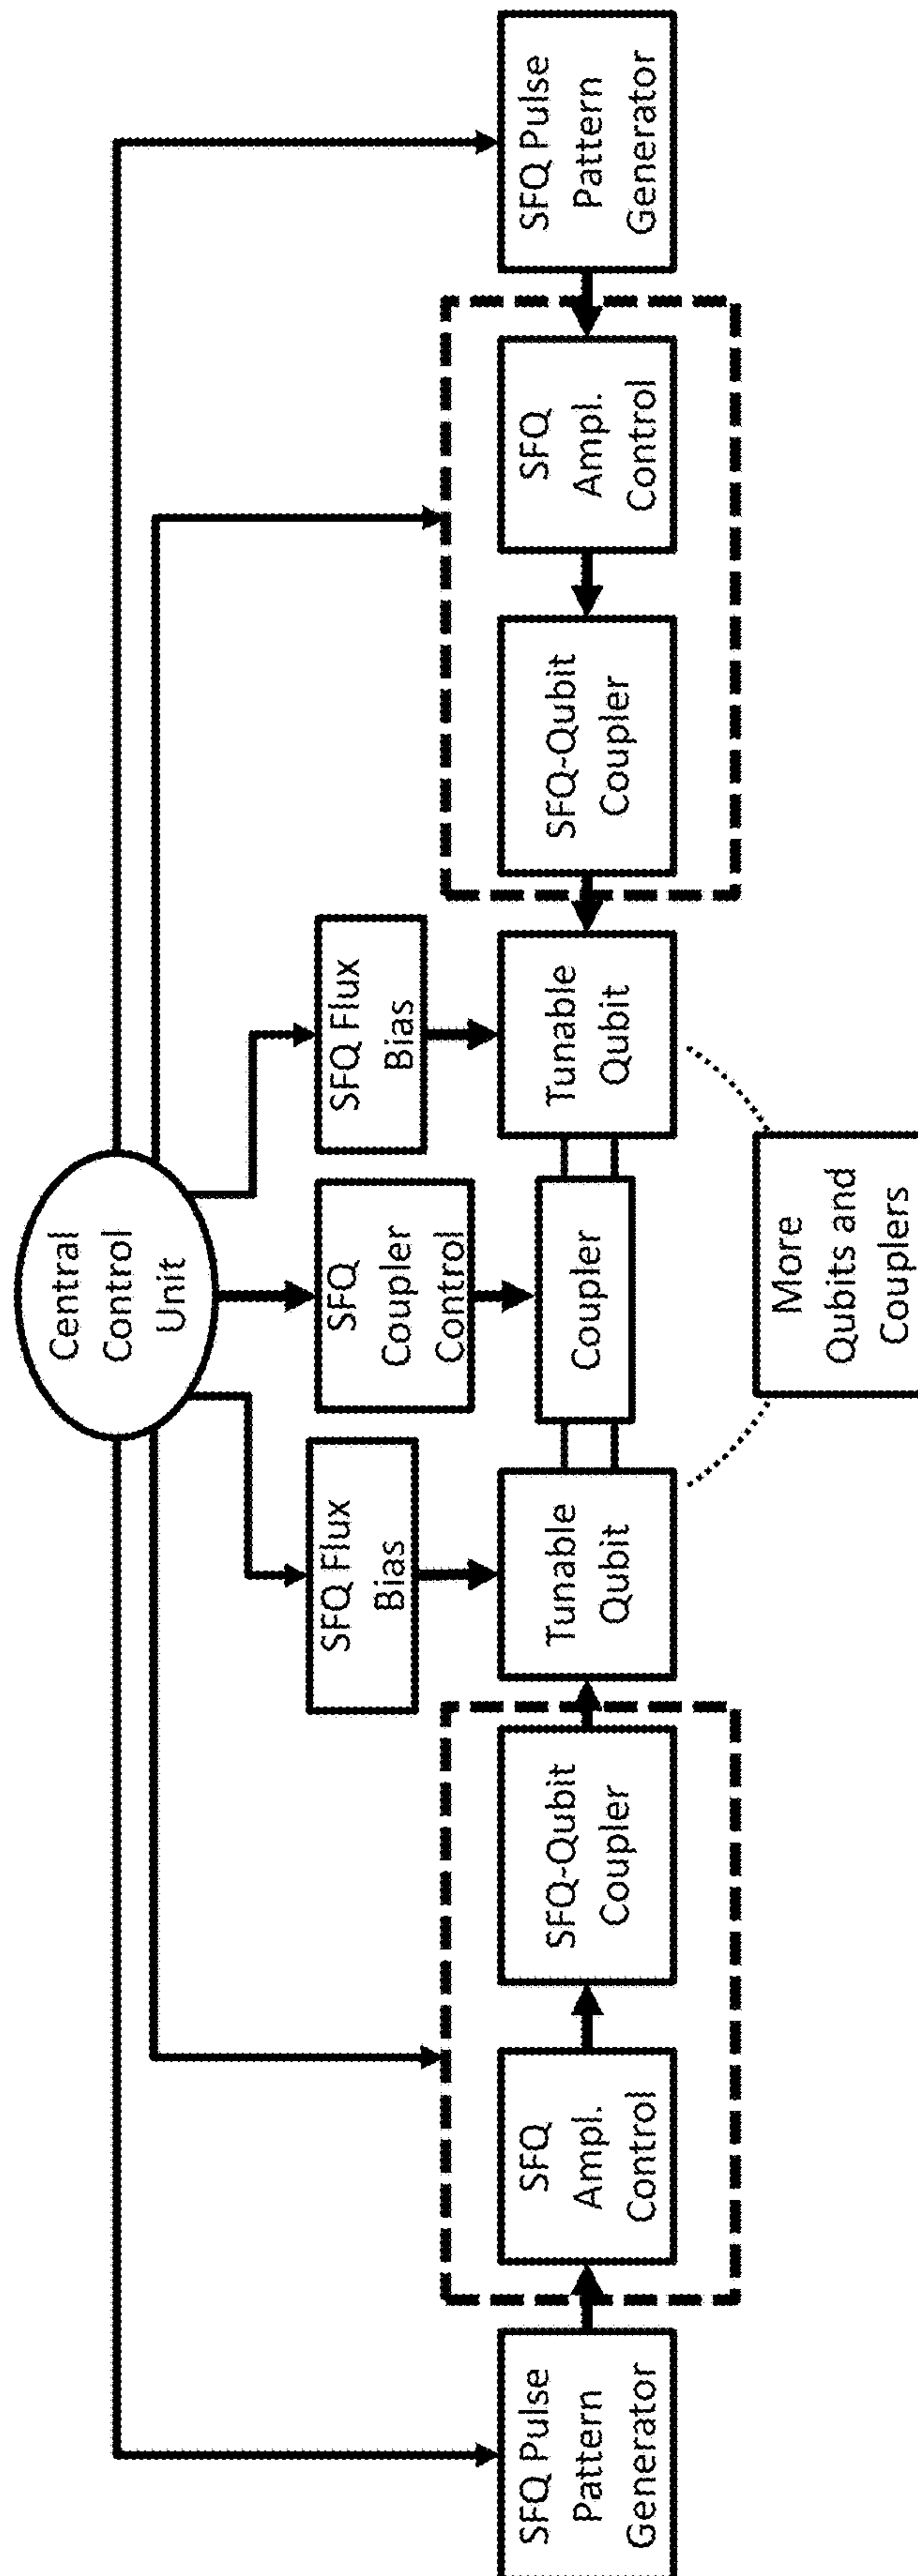 Central
Control
Unit
SFQ Flux
Bias
SFQ
Coupler
Control
SFQ Flux
Bias
SFQ Pulse
Pattern
Generator
SFQ
Ampl.
Control
SFQ-Qubit
Coupler
Tunable
Qubit
Coupler
Tunable
Qubit
SFQ-Qubit
Coupler
SFQ
Ampl.
Control
SFQ Pulse
Pattern
Generator
More
Qubits and
Couplers